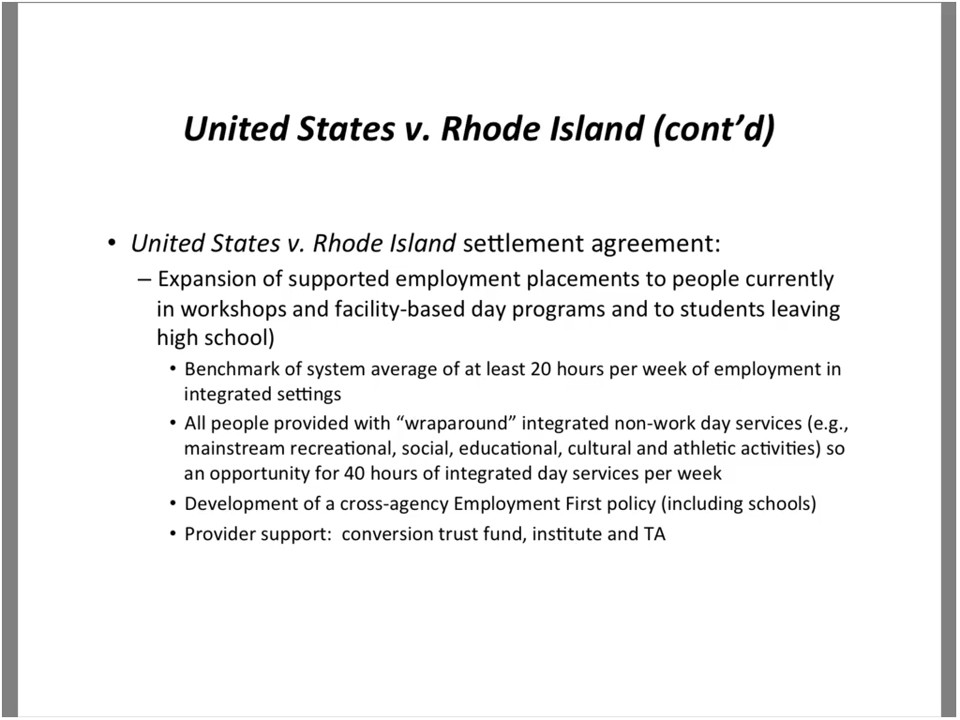 United States v. Rhode Island (cont’d)
• United States v. Rhode Island settlement agreement:
– Expansion of supported employment placements to people currently
in workshops and facility-based day programs and to students leaving
high school)
• Benchmark of system average of at least 20 hours per week of employment in
integrated settings
• All people provided with “wraparound” integrated non-work day services (e.g.,
mainstream recreational, social, educational, cultural and athletic activities) so
an opportunity for 40 hours of integrated day services per week
• Development of a cross-agency Employment First policy (including schools)
• Provider support:  conversion trust fund, institute and TA